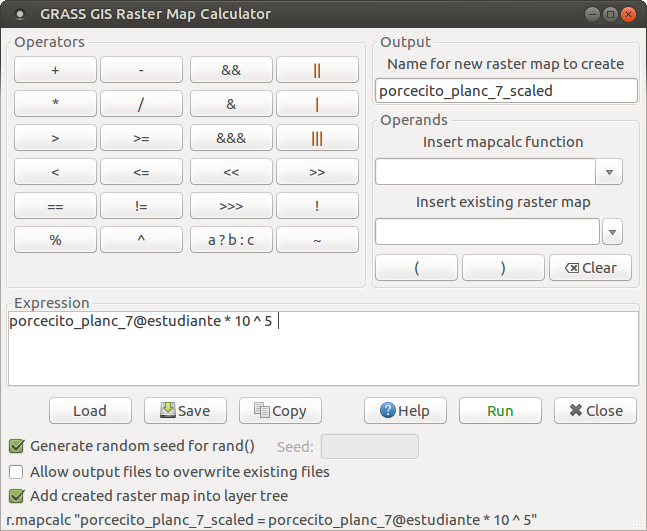 GRASS GIS Raster Map Calculator
Operators
+ - && ||
* / & |
> >= &&& |||
< <= << >>
== != >>> !
% ^ a ? b : c ~
Output
Name for new raster map to create
porcecito_planc_7_scaled
Operands
Insert mapcalc function
Insert existing raster map
( ) Clear
Expression
porcecito_planc_7@estudiante * 10 ^ 5
Load Save Copy Help Run Close
Generate random seed for rand() Seed:
Allow output files to overwrite existing files
Add created raster map into layer tree
r.mapcalc "porcecito_planc_7_scaled = porcecito_planc_7@estudiante * 10 ^ 5"